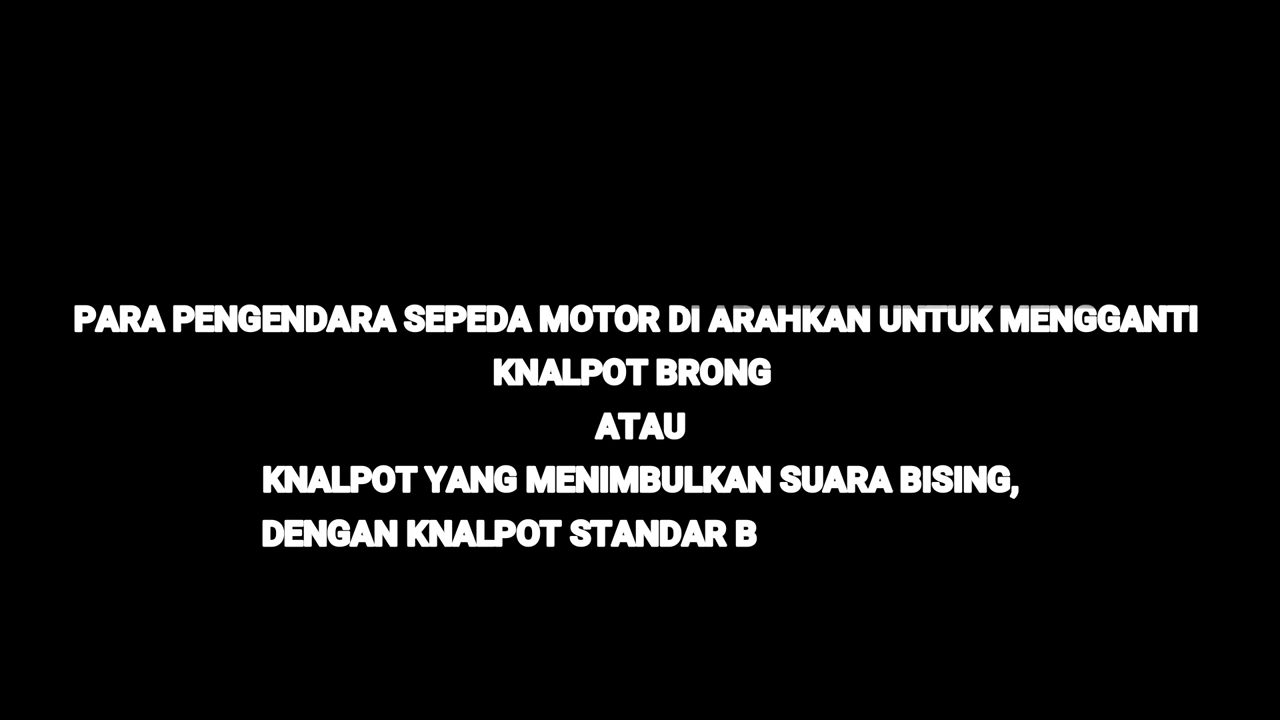 PARA PENGENDARA SEPEDA MOTOR DI ARAHKAN UNTUK MENGGANTI
KNALPOT BRONG
ATAU
KNALPOT YANG MENIMBULKAN SUARA BISING,
DENGAN KNALPOT STANDAR B